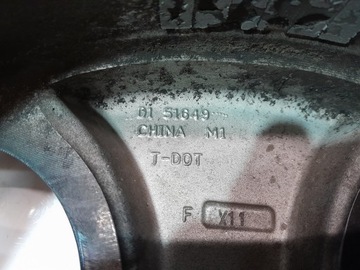 DI 51649
CHINA M1
T-DOT
F X11